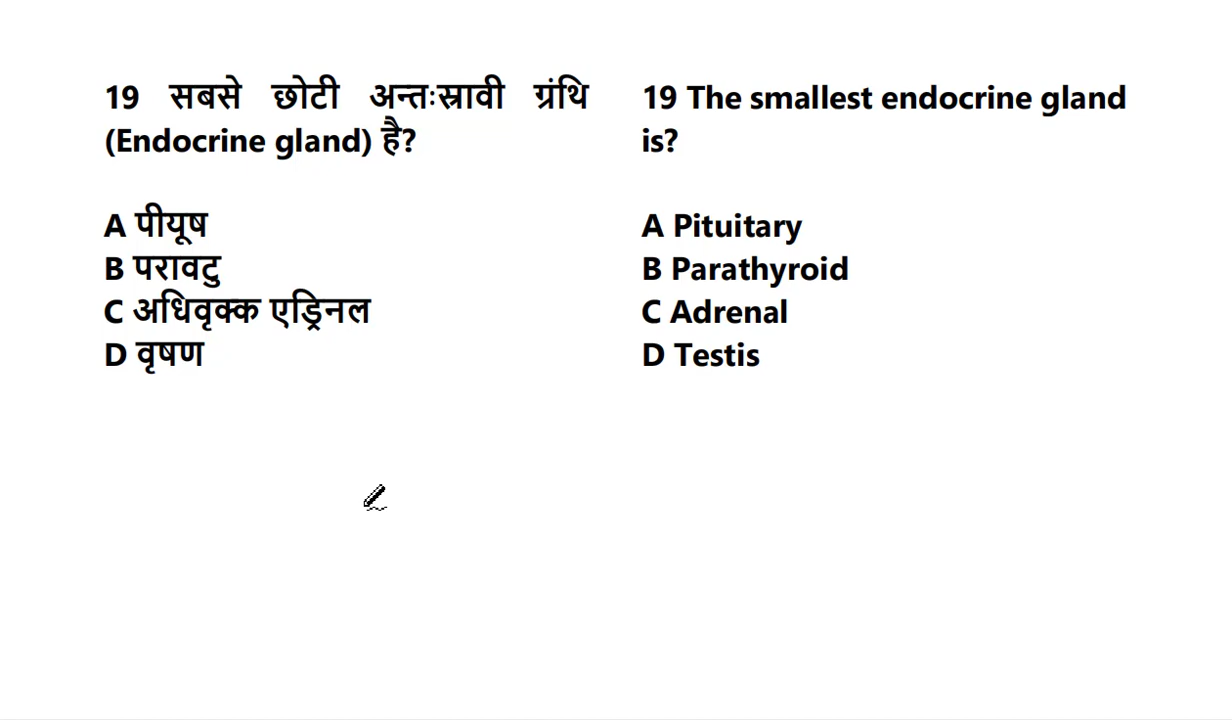 19 सबसे छोटी अन्तःस्रावी ग्रंथि
(Endocrine gland) है?
A पीयूष
B परावटु
C अधिवृक्क एड्रिनल
D वृषण
19 The smallest endocrine gland
is?
A Pituitary
B Parathyroid
C Adrenal
D Testis